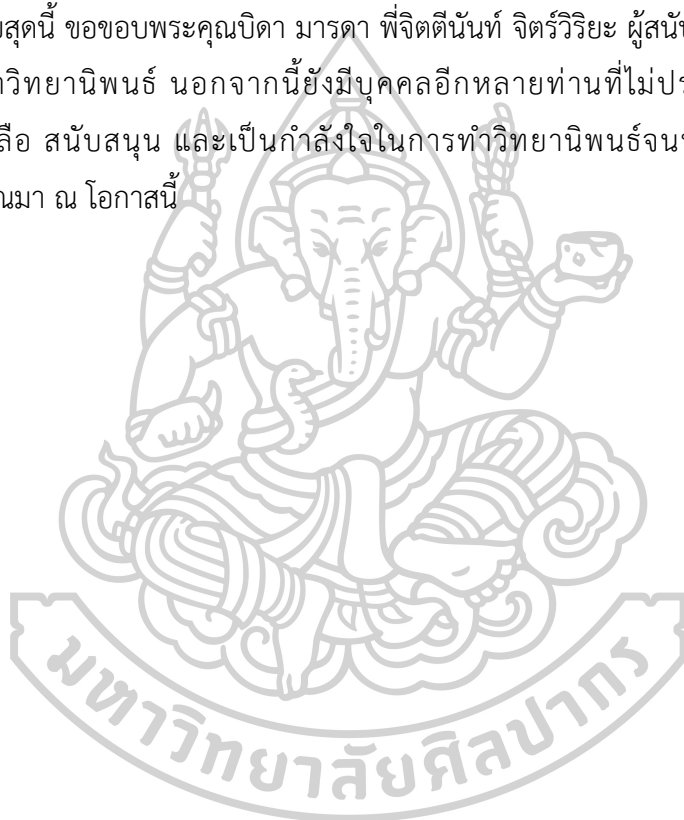 สุดนี้ ขอขอบพระคุณบิดา มารดา พี่จิตตีนันท์ จิตร์วิริยะ ผู้สนับ
วิทยานิพนธ์ นอกจากนี้ยังมีบุคคลอีกหลายท่านที่ไม่ปร
ลือ สนับสนุน และเป็นกำลังใจในการทำวิทยานิพนธ์จน
ณมา ณ โอกาสนี้
มหาวิทยาลัยศิลปากร